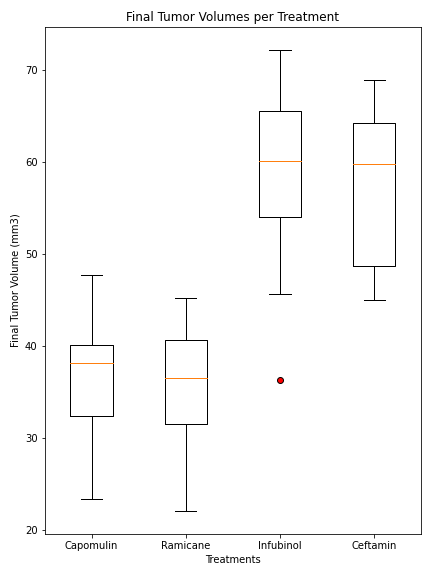 Final Tumor Volumes per Treatment
Final Tumor Volume (mm3)
70
60
50
40
30
20
Capomulin Ramicane Infubinol Ceftamin
Treatments